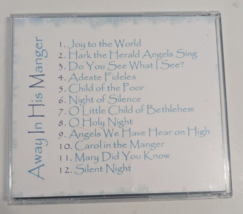 Away In His Manger
1. Joy to the World
2. Hark the Herald Angels Sing
3. Do You See What I See?
4. Adeste Fideles
5. Child of the Poor
6. Night of Silence
7. O Little Child of Bethlehem
8. O Holy Night
9. Angels We Have Hear on High
10. Carol in the Manger
11. Mary Did You Know
12. Silent Night